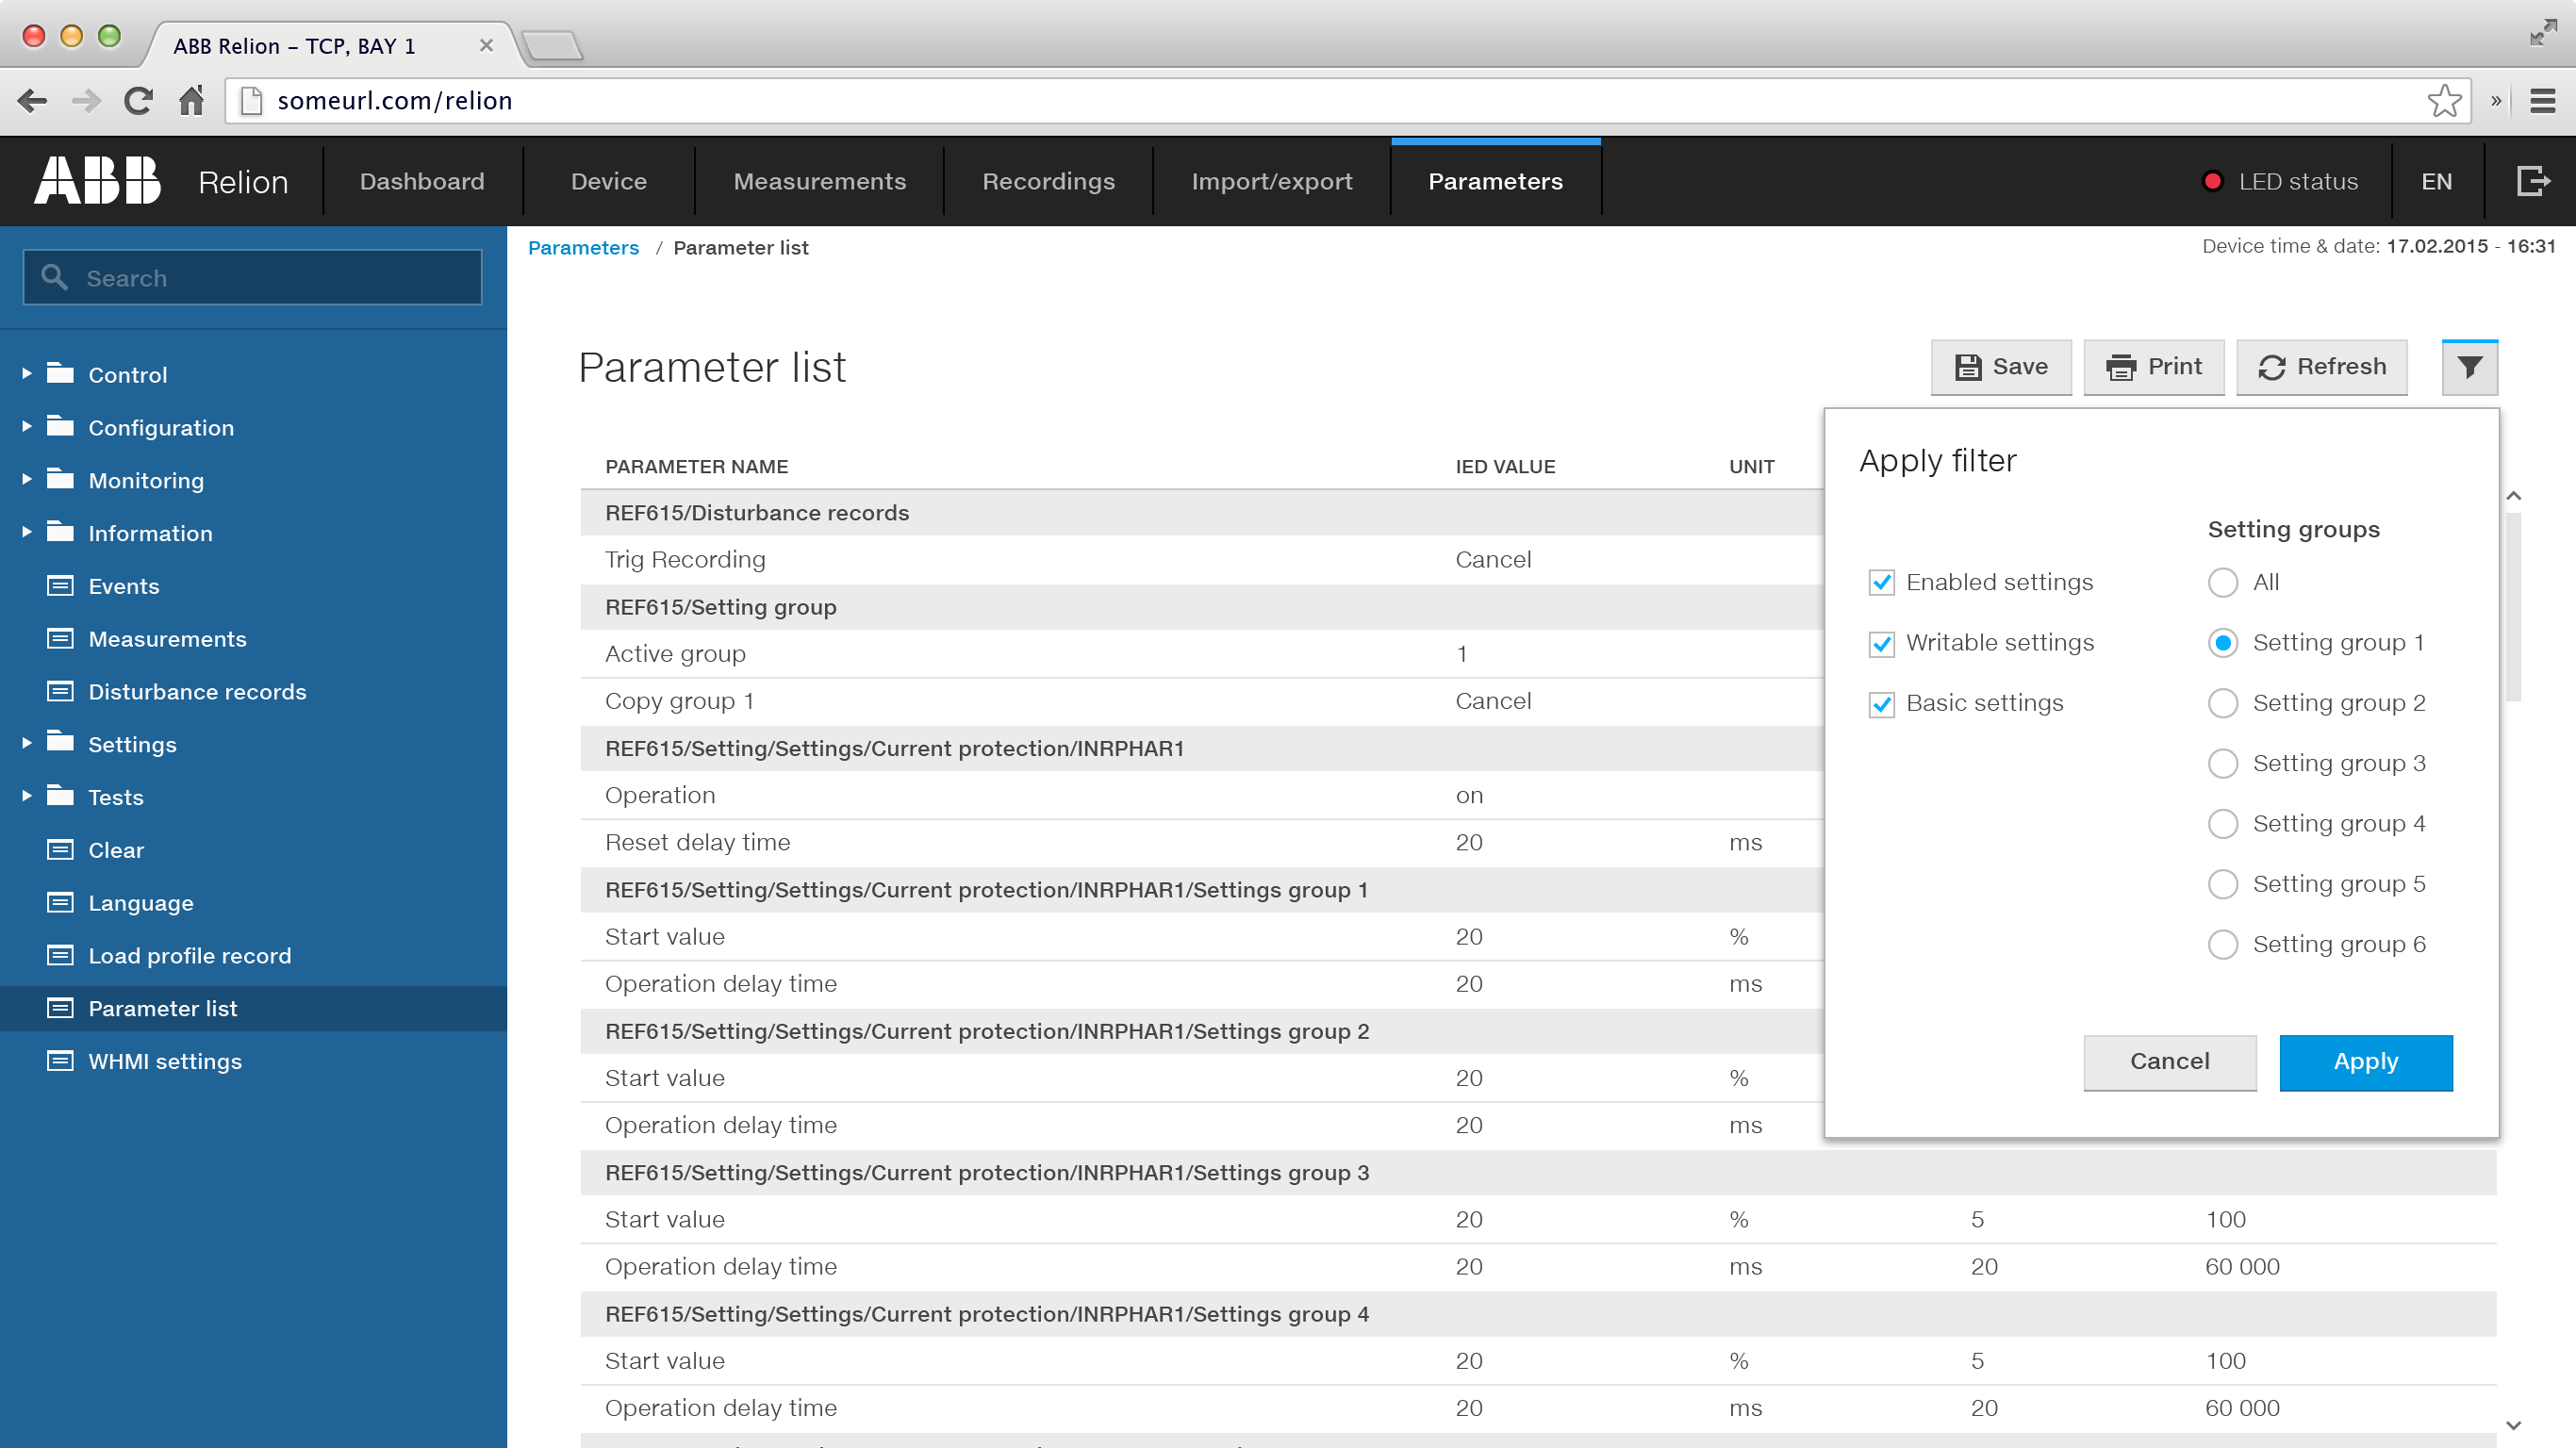 ABB Relion – TCP, BAY 1
someurl.com/relion
ABB Relion Dashboard Device Measurements Recordings Import/export Parameters LED status EN
Search
Parameters / Parameter list
Device time & date: 17.02.2015 - 16:31
Control
Configuration
Monitoring
Information
Events
Measurements
Disturbance records
Settings
Tests
Clear
Language
Load profile record
Parameter list
WHMI settings
Parameter list
Save Print Refresh
PARAMETER NAME IED VALUE UNIT
REF615/Disturbance records
Trig Recording Cancel
REF615/Setting group
Active group 1
Copy group 1 Cancel
REF615/Setting/Settings/Current protection/INRPHAR1
Operation on
Reset delay time 20 ms
REF615/Setting/Settings/Current protection/INRPHAR1/Settings group 1
Start value 20 %
Operation delay time 20 ms
REF615/Setting/Settings/Current protection/INRPHAR1/Settings group 2
Start value 20 %
Operation delay time 20 ms
REF615/Setting/Settings/Current protection/INRPHAR1/Settings group 3
Start value 20 % 5 100
Operation delay time 20 ms 20 60 000
REF615/Setting/Settings/Current protection/INRPHAR1/Settings group 4
Start value 20 % 5 100
Operation delay time 20 ms 20 60 000
Apply filter
Enabled settings
Writable settings
Basic settings
Setting groups
All
Setting group 1
Setting group 2
Setting group 3
Setting group 4
Setting group 5
Setting group 6
Cancel Apply